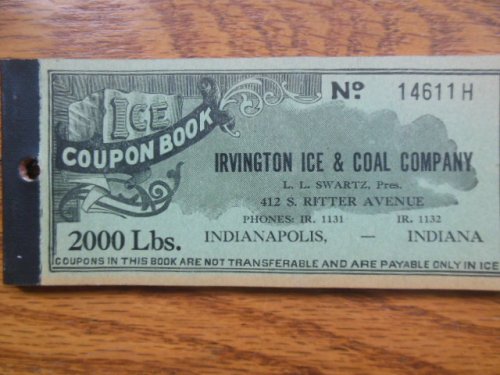 ICE
COUPON BOOK
Nº 14611H
IRVINGTON ICE & COAL COMPANY
L. L. SWARTZ, Pres.
412 S. RITTER AVENUE
PHONES: IR. 1131 IR. 1132
2000 Lbs. INDIANAPOLIS, — INDIANA
COUPONS IN THIS BOOK ARE NOT TRANSFERABLE AND ARE PAYABLE ONLY IN ICE